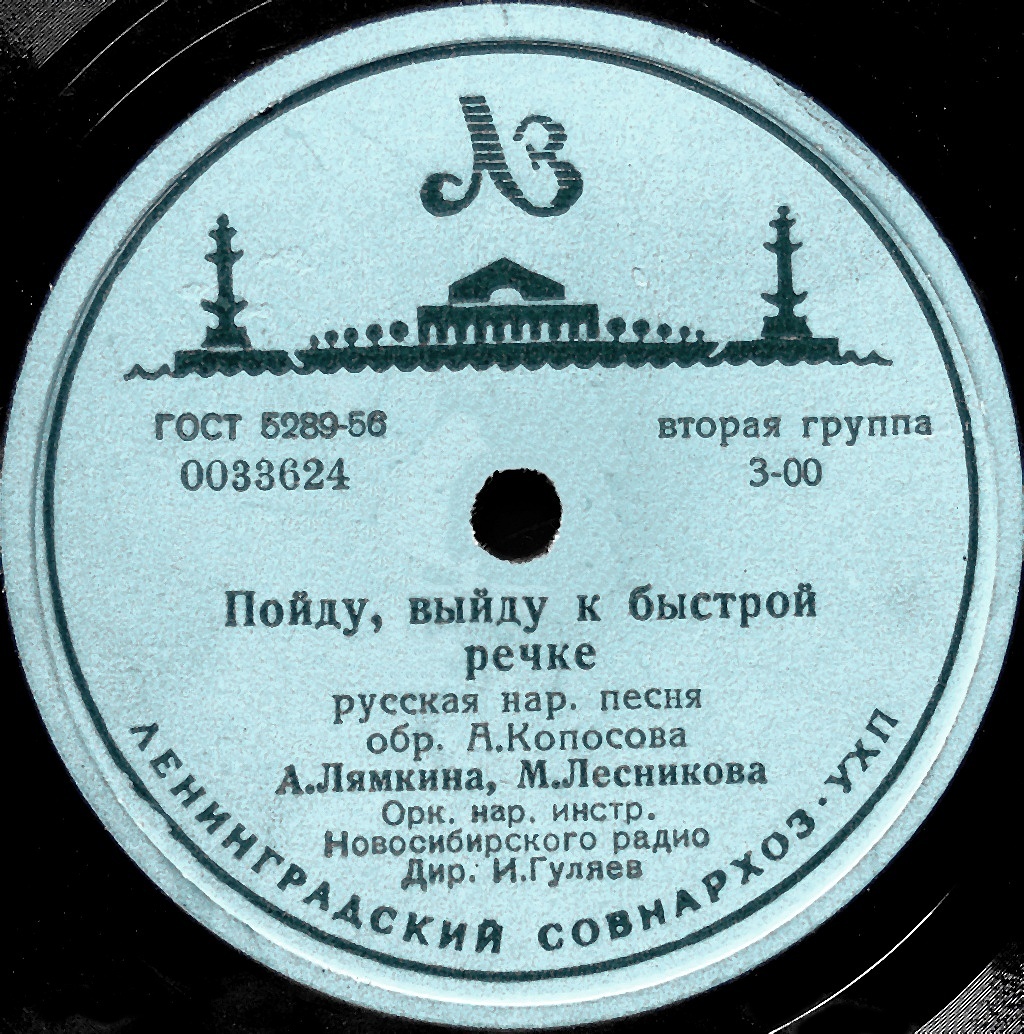 ЛЗ
ГОСТ 5289-56
вторая группа
0033624
3-00
Пойду, выйду к быстрой
речке
русская нар. песня
обр. А.Копосова
А.Лямкина, М.Лесникова
Орк. нар. инстр.
Новосибирского радио
Дир. И.Гуляев
ЛЕНИНГРАДСКИЙ СОВНАРХОЗ·УХП